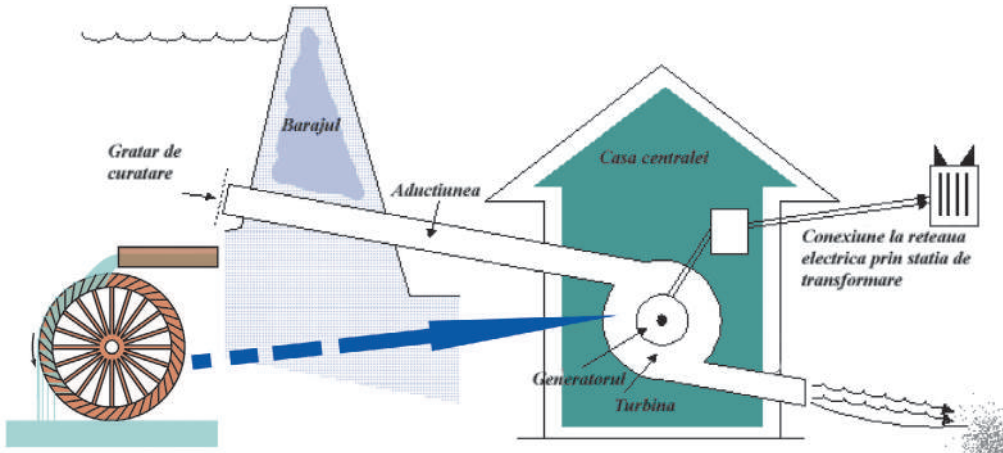 Barajul
Gratar de
curatare
Aductiunea
Casa centralei
Conexiune la reteaua
electrica prin statia de
transformare
Generatorul
Turbina